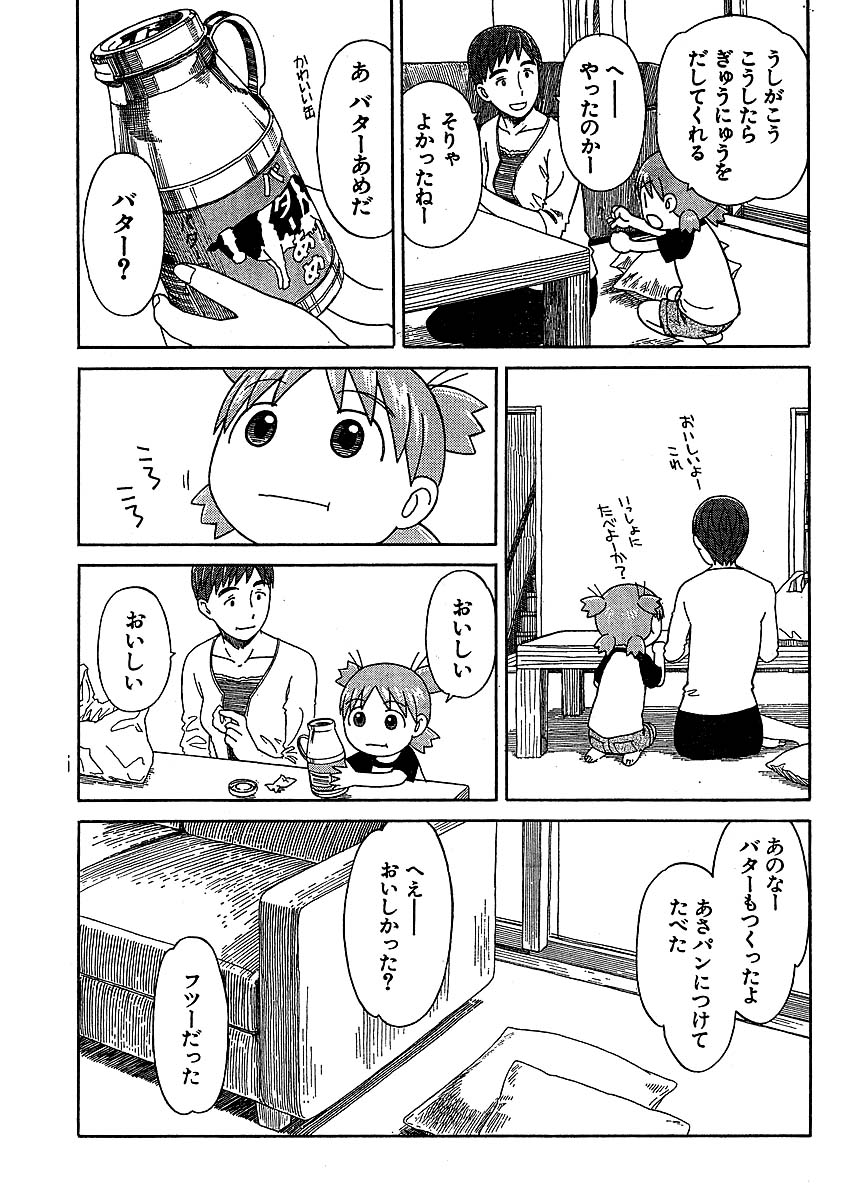 うしがこう
こうしたら
ぎゅうにゅうを
だしてくれる
へー
やったのかー
そりゃ
よかったねー
あ バターあめだ
かわいい缶
バターあめ
バター？
おいしいよー
これ
いっしょに
たべよーか？
ころ
ころ
おいしい
おいしい
あのなー
バターもつくったよ
あさパンにつけて
たべた
へえー
おいしかった？
フツーだった